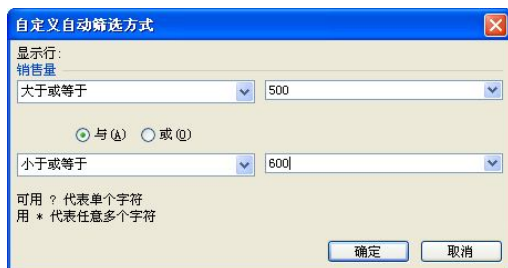 自定义自动筛选方式
显示行:
销售量
大于或等于 500
与(A) 或(O)
小于或等于 600
可用 ? 代表单个字符
用 * 代表任意多个字符
确定 取消